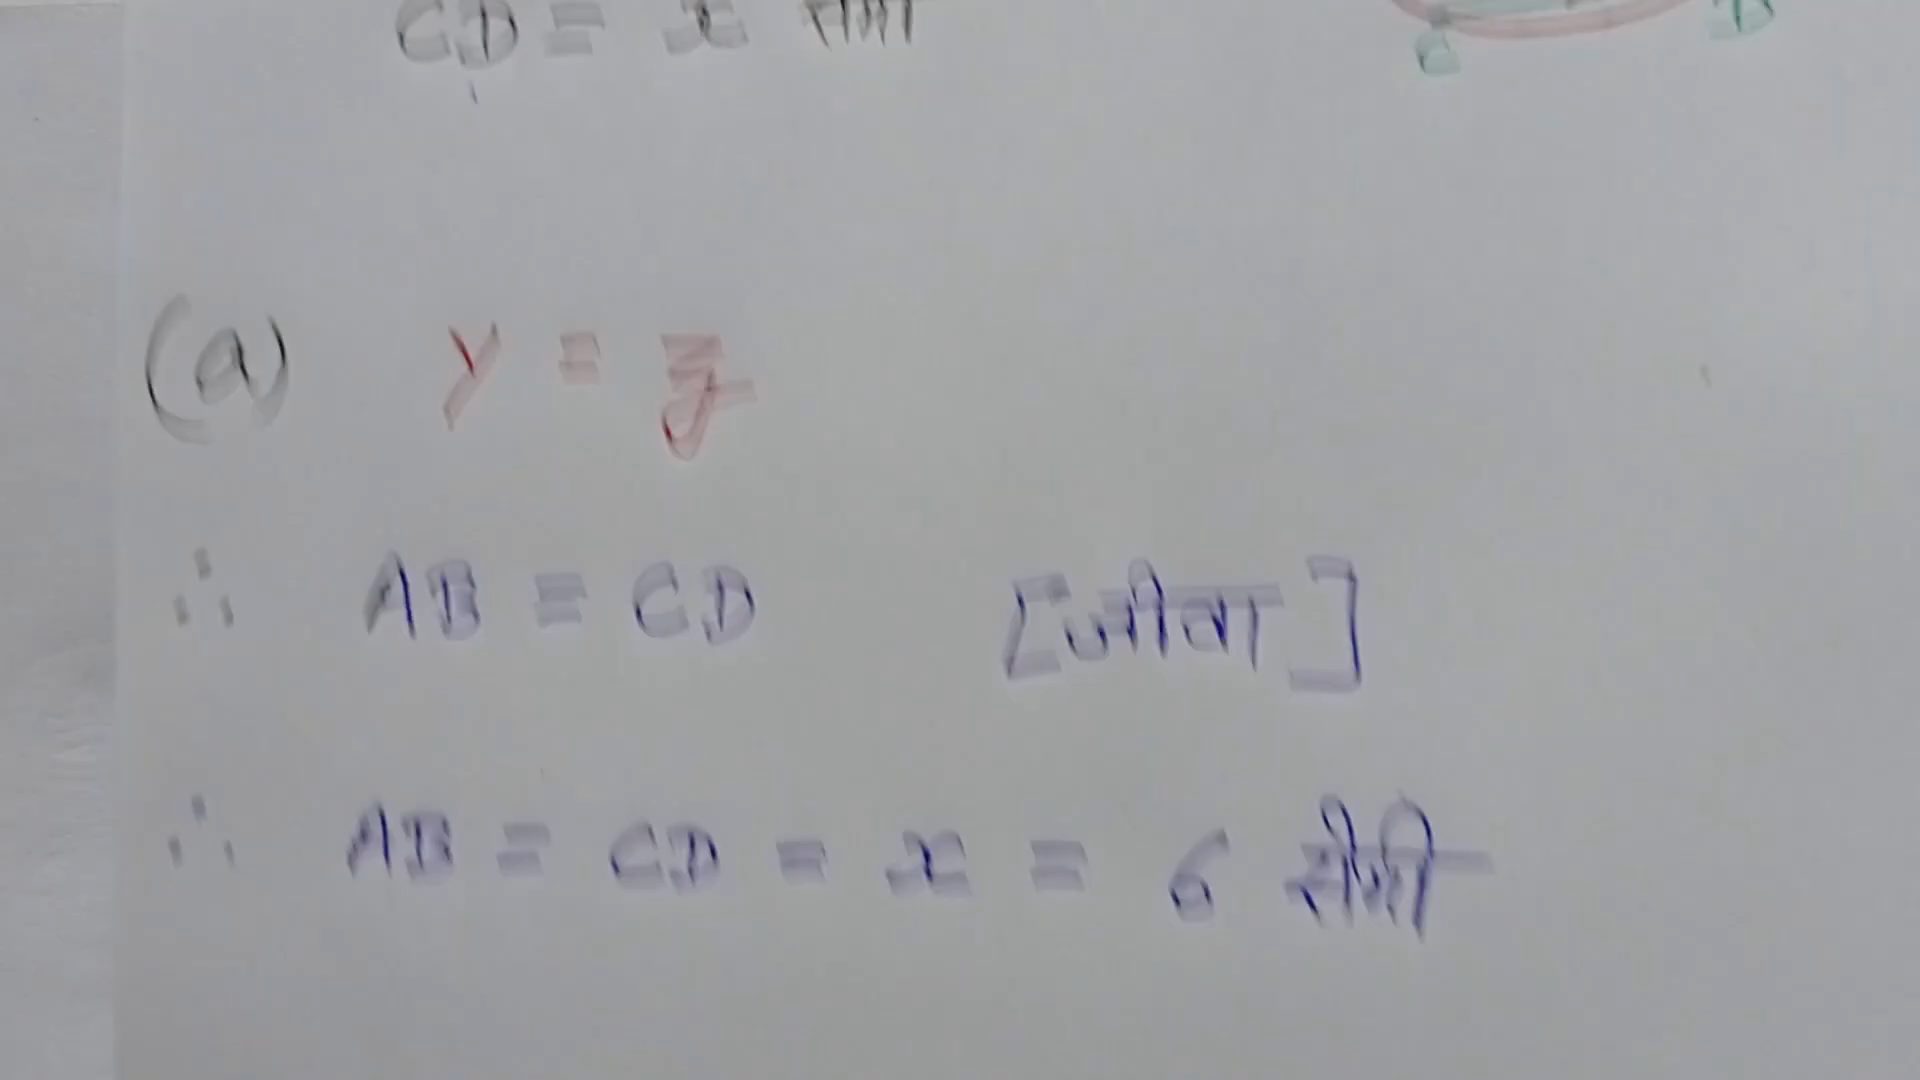 CD = x सेमी
C
D
(a) y = z
∴ AB = CD [जीवा]
∴ AB = CD = x = 6 सेमी